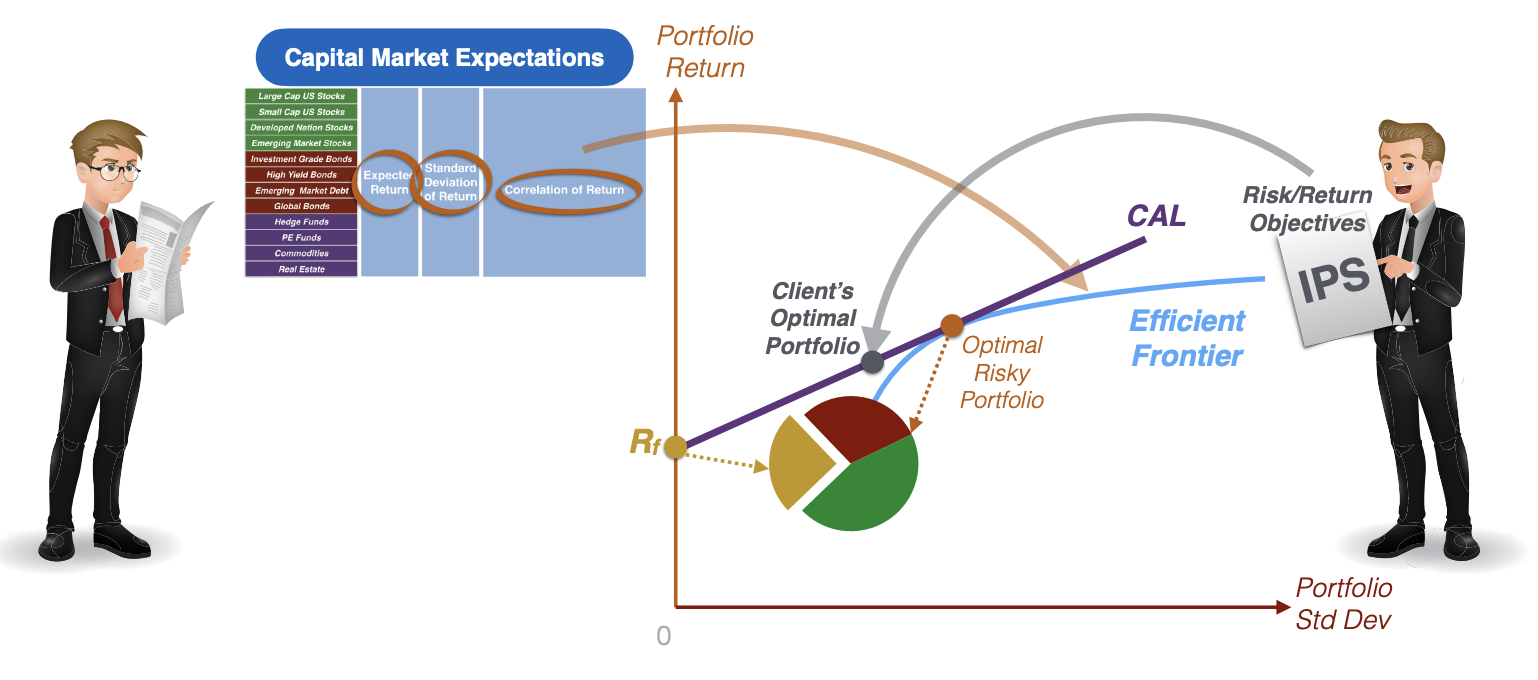 Capital Market Expectations
Large Cap US Stocks
Small Cap US Stocks
Developed Nation Stocks
Emerging Market Stocks
Investment Grade Bonds
High Yield Bonds
Emerging Market Debt
Global Bonds
Hedge Funds
PE Funds
Commodities
Real Estate
Expected
Return
Standard
Deviation
of Return
Correlation of Return
Portfolio
Return
CAL
Risk/Return
Objectives
IPS
Client’s
Optimal
Portfolio
Efficient
Frontier
Optimal
Risky
Portfolio
Rf
Portfolio
Std Dev
0